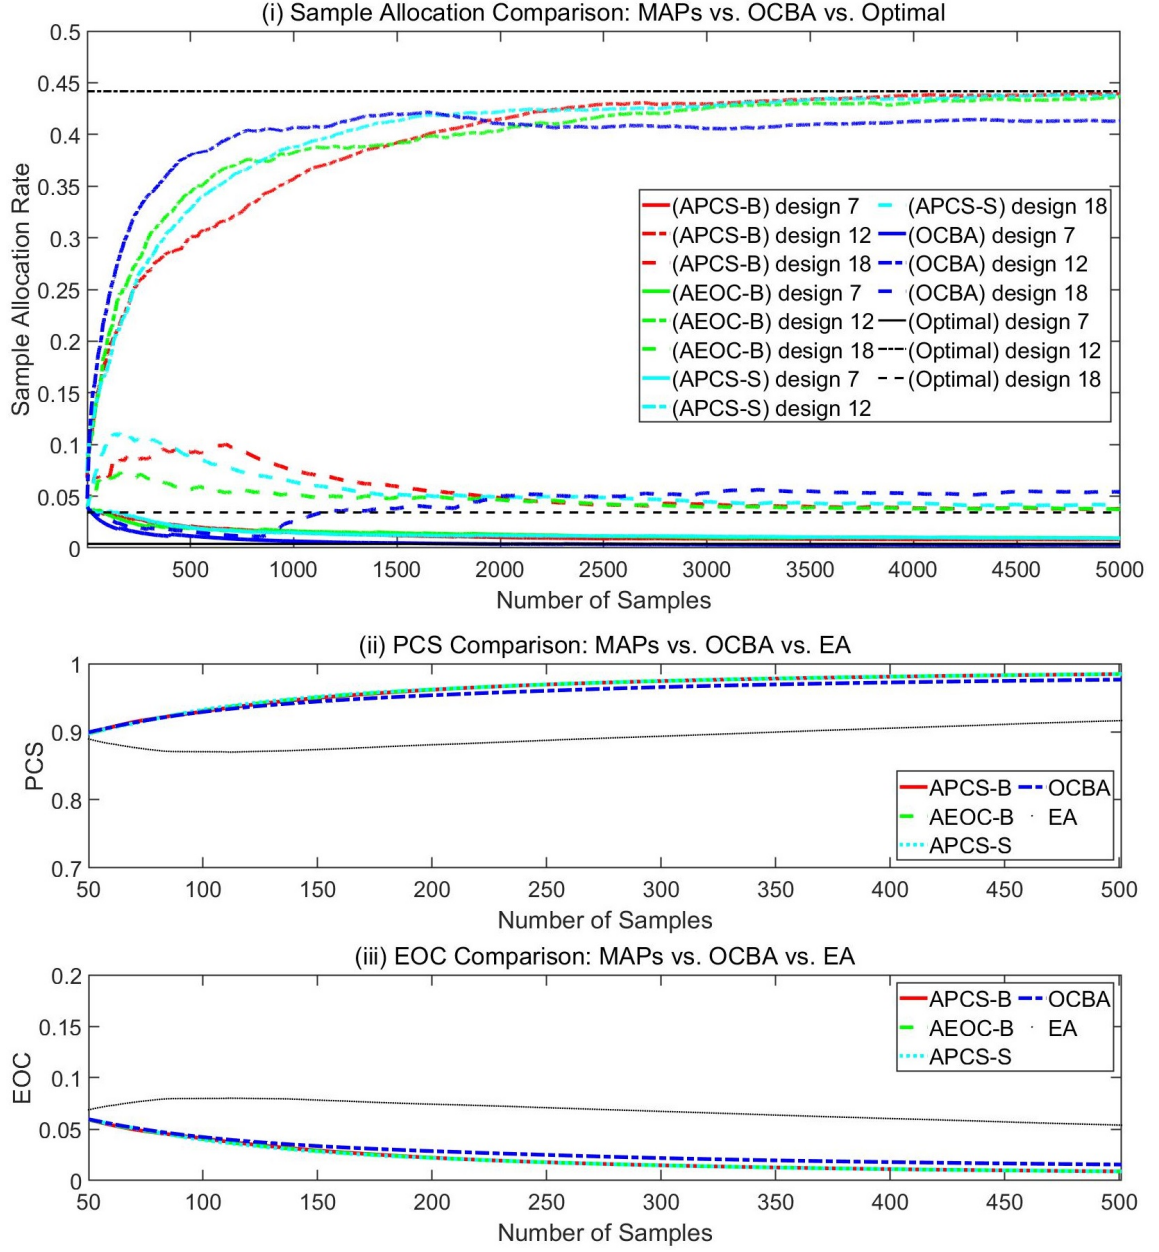 (i) Sample Allocation Comparison: MAPs vs. OCBA vs. Optimal
0.5
0.45
0.4
0.35
0.3
0.25
0.2
0.15
0.1
0.05
0
Sample Allocation Rate
(APCS-B) design 7
(APCS-B) design 12
(APCS-B) design 18
(AEOC-B) design 7
(AEOC-B) design 12
(AEOC-B) design 18
(APCS-S) design 7
(APCS-S) design 12
(APCS-S) design 18
(OCBA) design 7
(OCBA) design 12
(OCBA) design 18
(Optimal) design 7
(Optimal) design 12
(Optimal) design 18
500 1000 1500 2000 2500 3000 3500 4000 4500 5000
Number of Samples
(ii) PCS Comparison: MAPs vs. OCBA vs. EA
1
0.9
0.8
0.7
PCS
APCS-B OCBA
AEOC-B EA
APCS-S
50 100 150 200 250 300 350 400 450 500
Number of Samples
(iii) EOC Comparison: MAPs vs. OCBA vs. EA
0.2
0.15
0.1
0.05
0
EOC
APCS-B OCBA
AEOC-B EA
APCS-S
50 100 150 200 250 300 350 400 450 500
Number of Samples